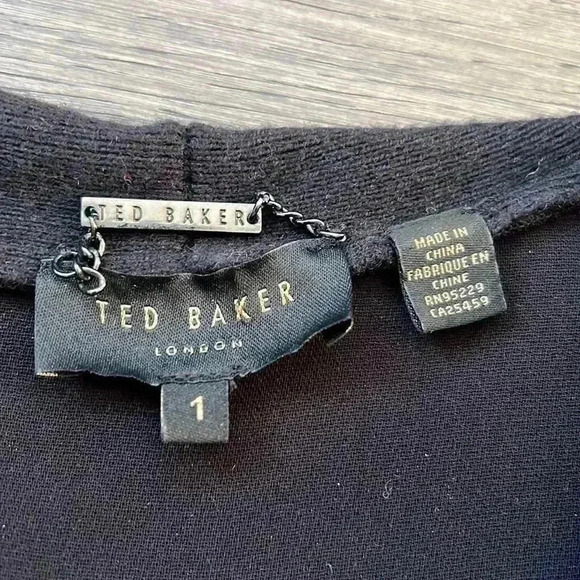 TED BAKER
TED BAKER
LONDON
1
MADE IN
CHINA
FABRIQUE EN
CHINE
RN95229
CA25459